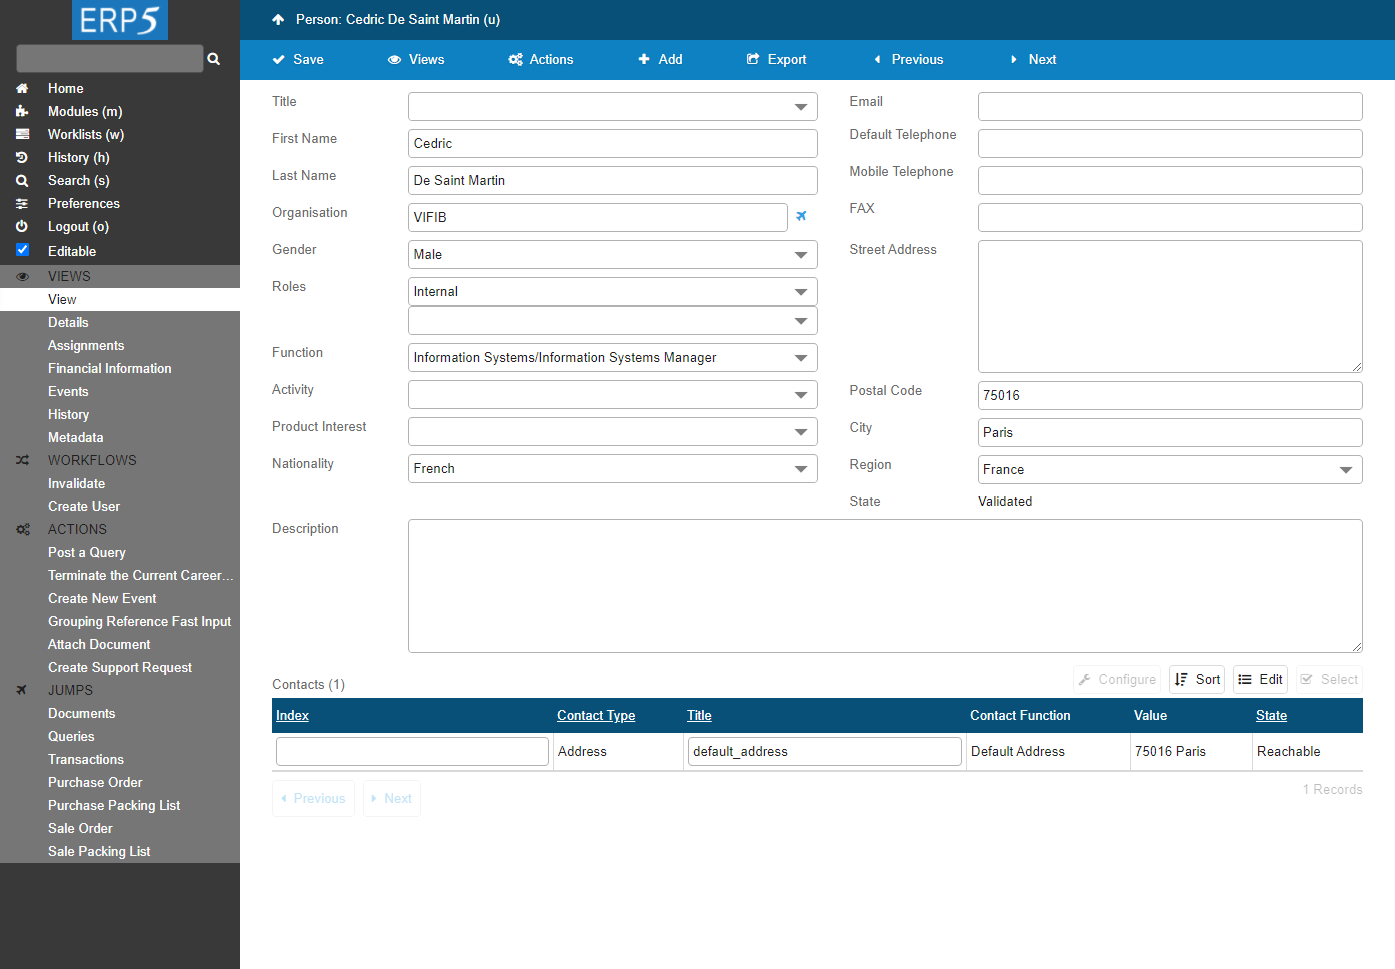 ERP5
Home
Modules (m)
Worklists (w)
History (h)
Search (s)
Preferences
Logout (o)
Editable
VIEWS
View
Details
Assignments
Financial Information
Events
History
Metadata
WORKFLOWS
Invalidate
Create User
ACTIONS
Post a Query
Terminate the Current Career...
Create New Event
Grouping Reference Fast Input
Attach Document
Create Support Request
JUMPS
Documents
Queries
Transactions
Purchase Order
Purchase Packing List
Sale Order
Sale Packing List
Person: Cedric De Saint Martin (u)
Save Views Actions Add Export Previous Next
Title
First Name Cedric
Last Name De Saint Martin
Organisation VIFIB
Gender Male
Roles Internal
Function Information Systems/Information Systems Manager
Activity
Product Interest
Nationality French
Email
Default Telephone
Mobile Telephone
FAX
Street Address
Postal Code 75016
City Paris
Region France
State Validated
Description
Contacts (1) Configure Sort Edit Select
Index Contact Type Title Contact Function Value State
Address default_address Default Address 75016 Paris Reachable
Previous Next 1 Records